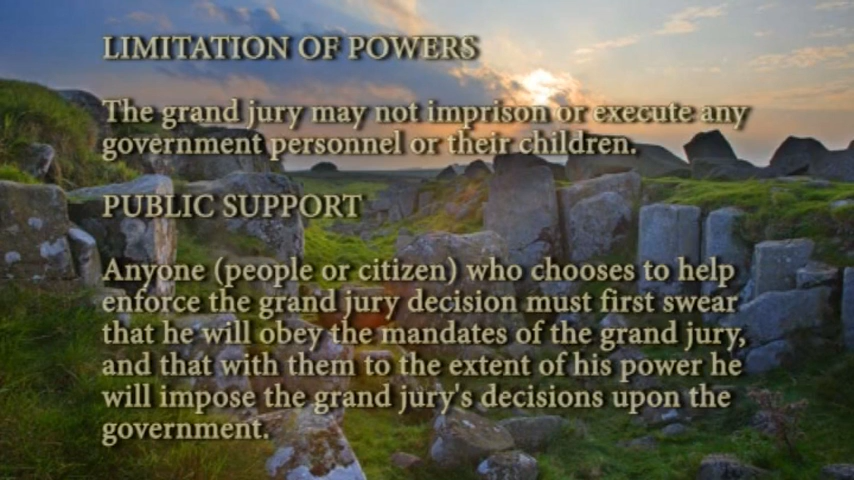 LIMITATION OF POWERS
The grand jury may not imprison or execute any
government personnel or their children.
PUBLIC SUPPORT
Anyone (people or citizen) who chooses to help
enforce the grand jury decision must first swear
that he will obey the mandates of the grand jury,
and that with them to the extent of his power he
will impose the grand jury's decisions upon the
government.